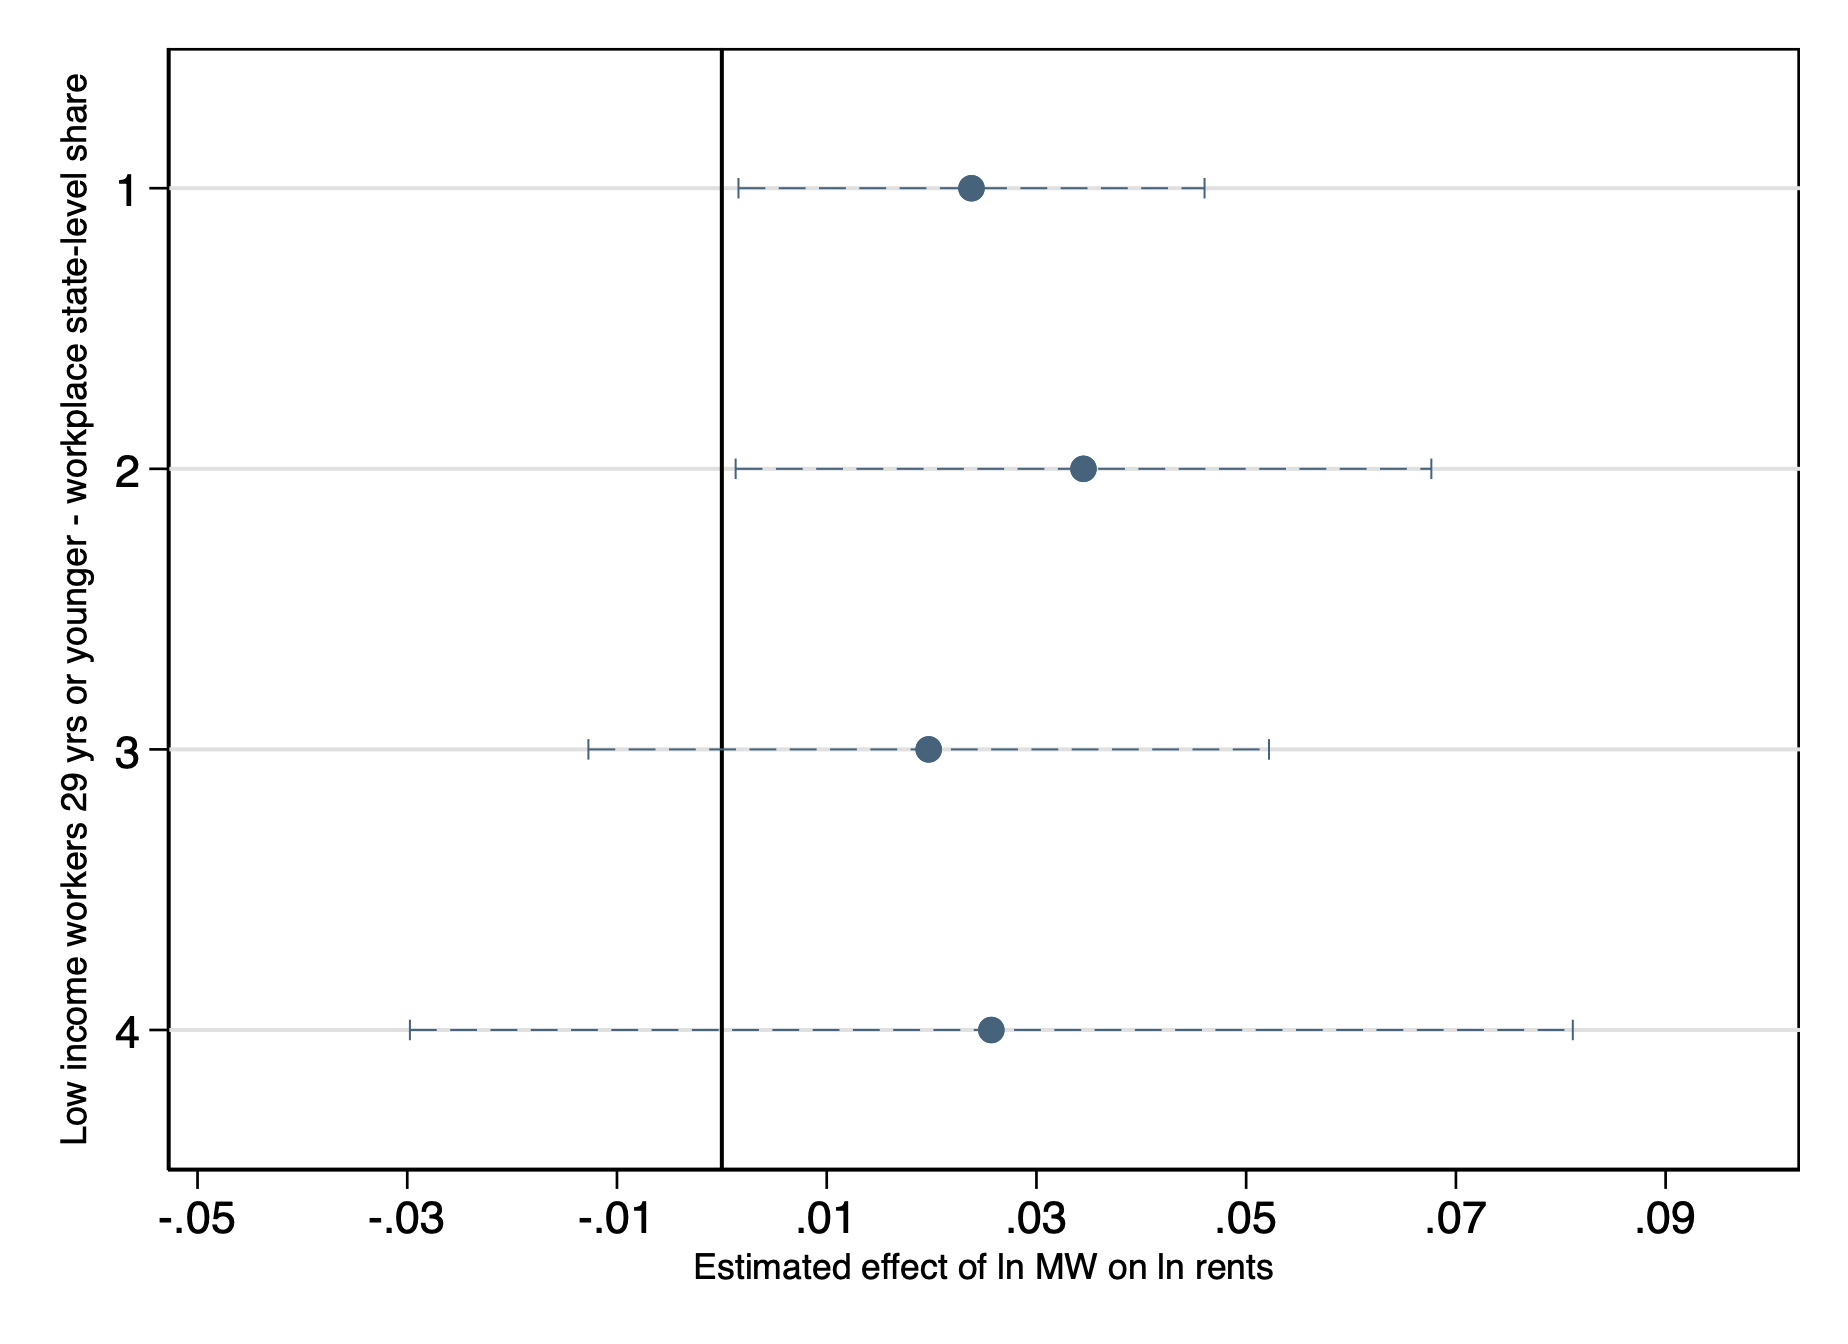 Low income workers 29 yrs or younger - workplace state-level share
1
2
3
4
-.05 -.03 -.01 .01 .03 .05 .07 .09
Estimated effect of ln MW on ln rents